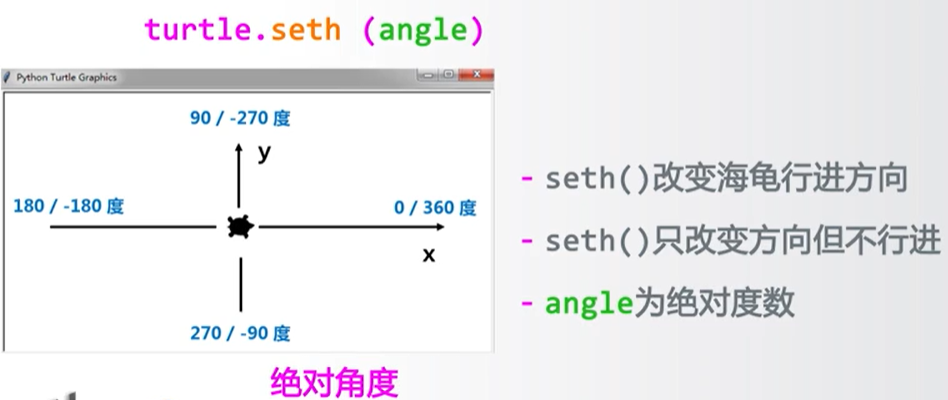 turtle.seth (angle)
Python Turtle Graphics
90 / -270 度
y
180 / -180 度
0 / 360 度
x
270 / -90 度
绝对角度
- seth()改变海龟行进方向
- seth()只改变方向但不行进
- angle为绝对度数